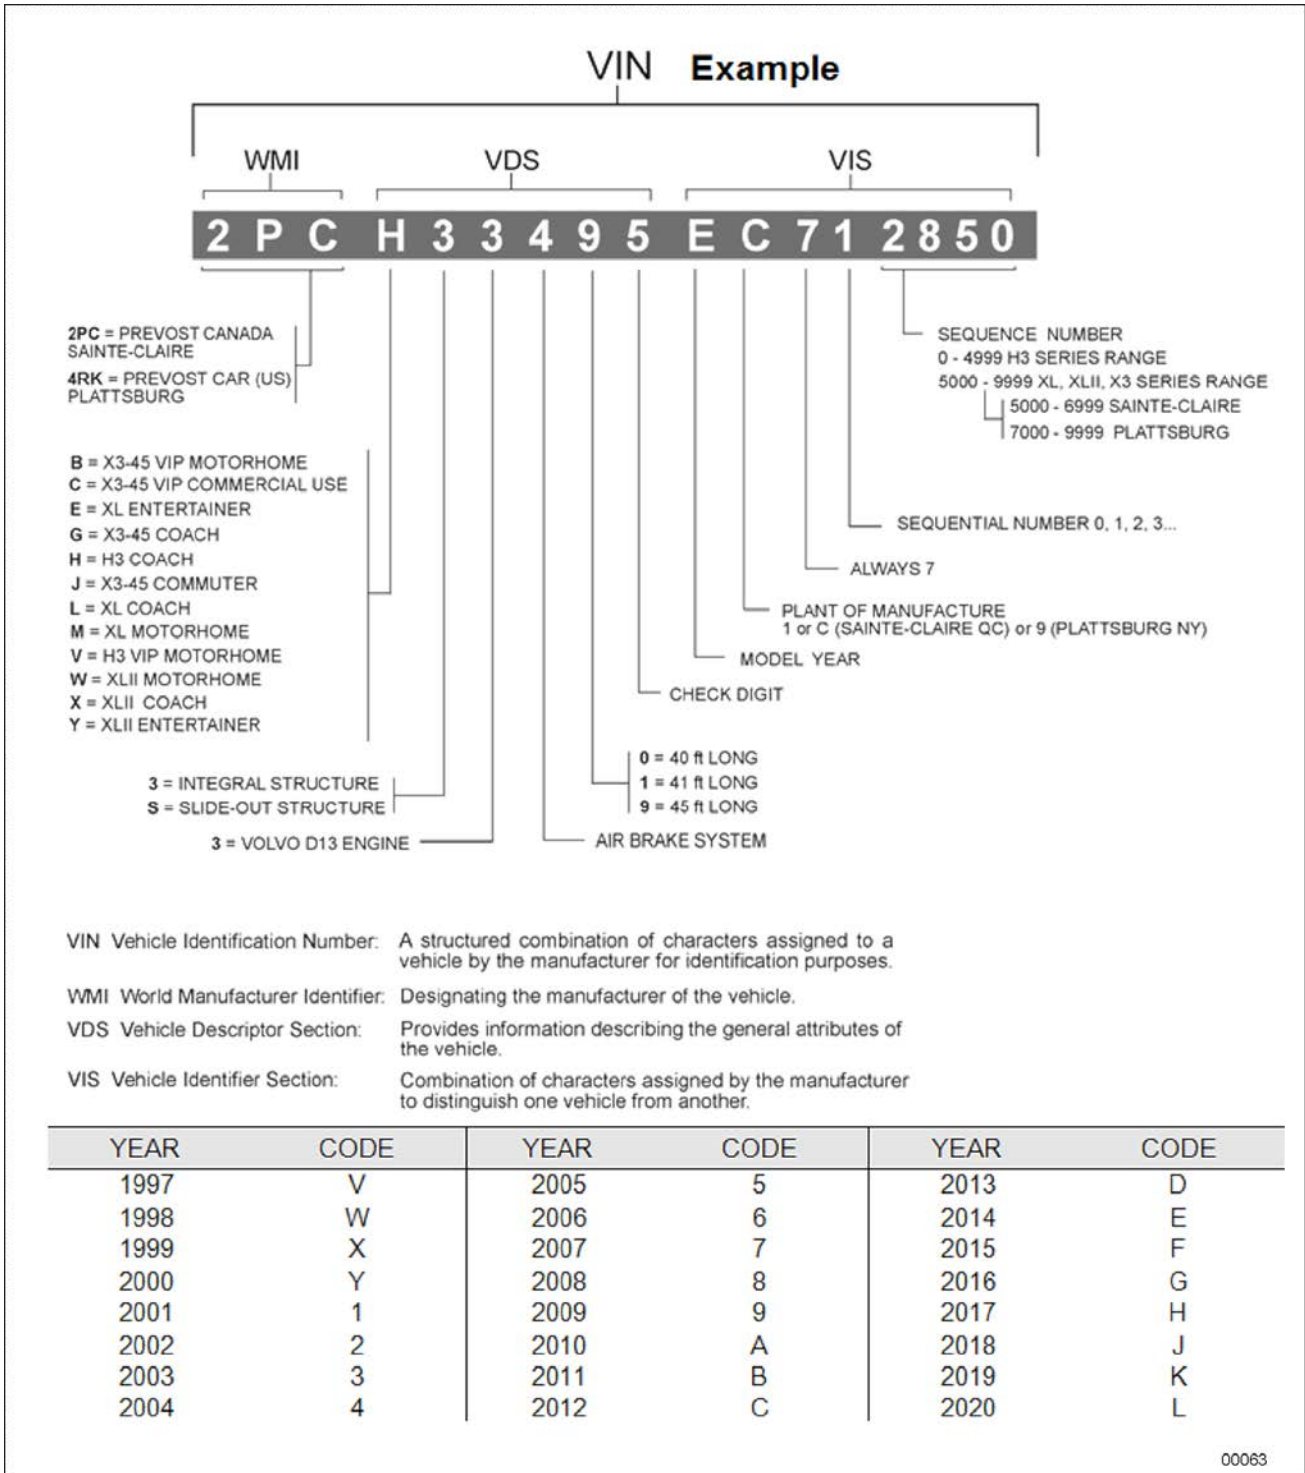 VIN Example
WMI VDS VIS
2 P C H 3 3 4 9 5 E C 7 1 2 8 5 0
2PC = PREVOST CANADA
SAINTE-CLAIRE
4RK = PREVOST CAR (US)
PLATTSBURG
SEQUENCE NUMBER
0 - 4999 H3 SERIES RANGE
5000 - 9999 XL, XLII, X3 SERIES RANGE
5000 - 6999 SAINTE-CLAIRE
7000 - 9999 PLATTSBURG
B = X3-45 VIP MOTORHOME
C = X3-45 VIP COMMERCIAL USE
E = XL ENTERTAINER
G = X3-45 COACH
H = H3 COACH
J = X3-45 COMMUTER
L = XL COACH
M = XL MOTORHOME
V = H3 VIP MOTORHOME
W = XLII MOTORHOME
X = XLII COACH
Y = XLII ENTERTAINER
SEQUENTIAL NUMBER 0, 1, 2, 3...
ALWAYS 7
PLANT OF MANUFACTURE
1 or C (SAINTE-CLAIRE QC) or 9 (PLATTSBURG NY)
MODEL YEAR
CHECK DIGIT
0 = 40 ft LONG
1 = 41 ft LONG
9 = 45 ft LONG
3 = INTEGRAL STRUCTURE
S = SLIDE-OUT STRUCTURE
3 = VOLVO D13 ENGINE
AIR BRAKE SYSTEM
VIN Vehicle Identification Number: A structured combination of characters assigned to a
vehicle by the manufacturer for identification purposes.
WMI World Manufacturer Identifier: Designating the manufacturer of the vehicle.
VDS Vehicle Descriptor Section: Provides information describing the general attributes of
the vehicle.
VIS Vehicle Identifier Section: Combination of characters assigned by the manufacturer
to distinguish one vehicle from another.
YEAR CODE YEAR CODE YEAR CODE
1997 V 2005 5 2013 D
1998 W 2006 6 2014 E
1999 X 2007 7 2015 F
2000 Y 2008 8 2016 G
2001 1 2009 9 2017 H
2002 2 2010 A 2018 J
2003 3 2011 B 2019 K
2004 4 2012 C 2020 L
00063